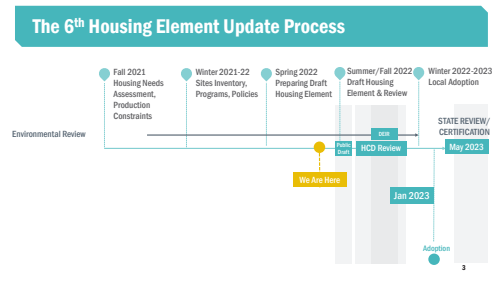 The 6th Housing Element Update Process
Fall 2021
Housing Needs
Assessment,
Production
Constraints
Winter 2021-22
Sites Inventory,
Programs, Policies
Spring 2022
Preparing Draft
Housing Element
Summer/Fall 2022
Draft Housing
Element & Review
Winter 2022-2023
Local Adoption
STATE REVIEW/
CERTIFICATION
Environmental Review
DEIR
Public
Draft
HCD Review
May 2023
We Are Here
Jan 2023
Adoption
3